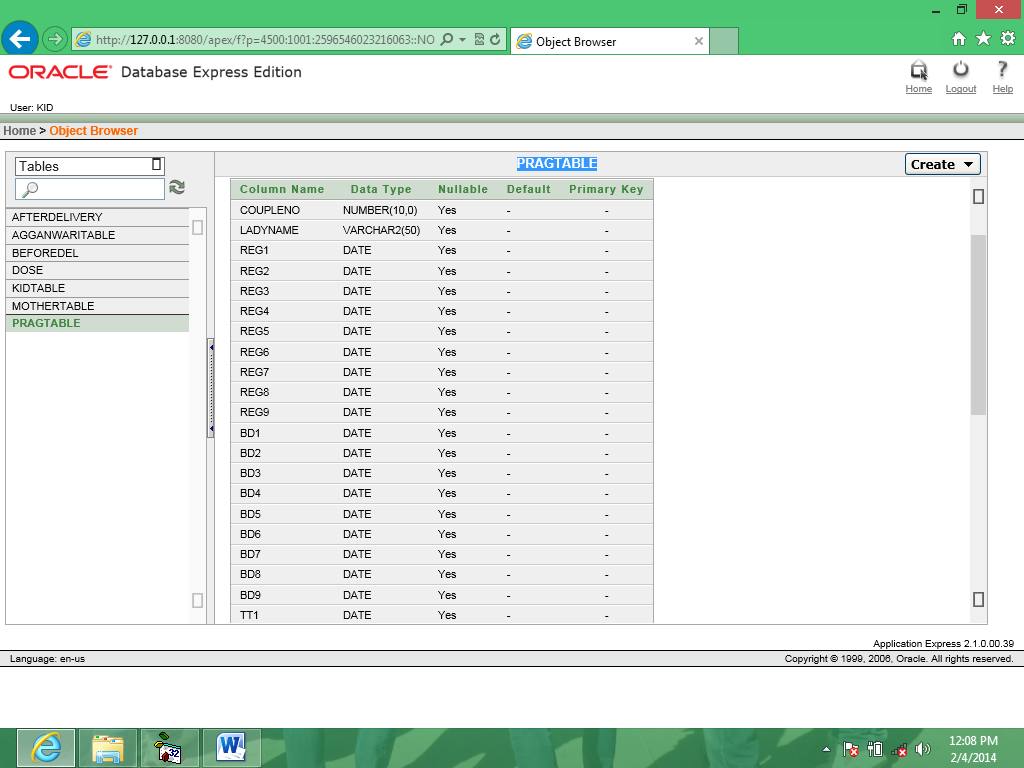 http://127.0.0.1:8080/apex/f?p=4500:1001:2596546023216063::NO
Object Browser
ORACLE Database Express Edition
Home Logout Help
User: KID
Home > Object Browser
Tables
PRAGTABLE
Create
AFTERDELIVERY
AGGANWARITABLE
BEFOREDEL
DOSE
KIDTABLE
MOTHERTABLE
PRAGTABLE
Column Name Data Type Nullable Default Primary Key
COUPLENO NUMBER(10,0) Yes - -
LADYNAME VARCHAR2(50) Yes - -
REG1 DATE Yes - -
REG2 DATE Yes - -
REG3 DATE Yes - -
REG4 DATE Yes - -
REG5 DATE Yes - -
REG6 DATE Yes - -
REG7 DATE Yes - -
REG8 DATE Yes - -
REG9 DATE Yes - -
BD1 DATE Yes - -
BD2 DATE Yes - -
BD3 DATE Yes - -
BD4 DATE Yes - -
BD5 DATE Yes - -
BD6 DATE Yes - -
BD7 DATE Yes - -
BD8 DATE Yes - -
BD9 DATE Yes - -
TT1 DATE Yes - -
Application Express 2.1.0.00.39
Language: en-us
Copyright © 1999, 2006, Oracle. All rights reserved.
32
12:08 PM
2/4/2014